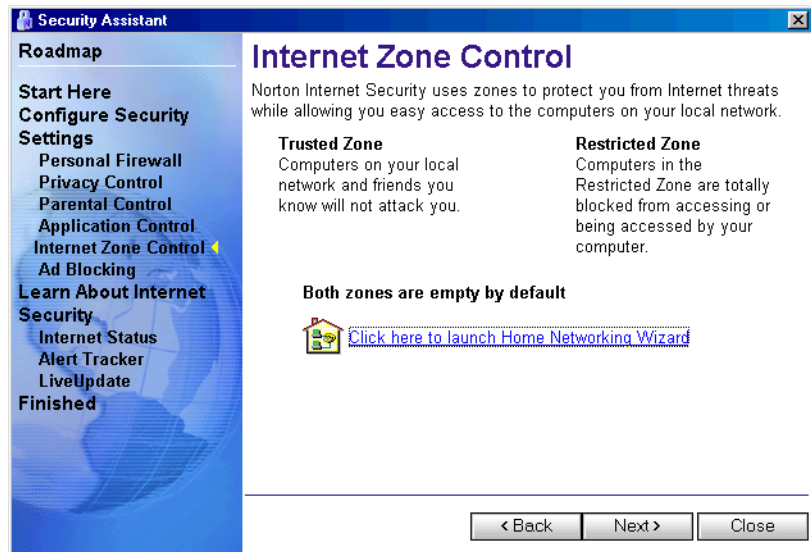 Security Assistant
Roadmap
Start Here
Configure Security
Settings
Personal Firewall
Privacy Control
Parental Control
Application Control
Internet Zone Control
Ad Blocking
Learn About Internet
Security
Internet Status
Alert Tracker
LiveUpdate
Finished
Internet Zone Control
Norton Internet Security uses zones to protect you from Internet threats
while allowing you easy access to the computers on your local network.
Trusted Zone
Computers on your local
network and friends you
know will not attack you.
Restricted Zone
Computers in the
Restricted Zone are totally
blocked from accessing or
being accessed by your
computer.
Both zones are empty by default
Click here to launch Home Networking Wizard
< Back
Next >
Close